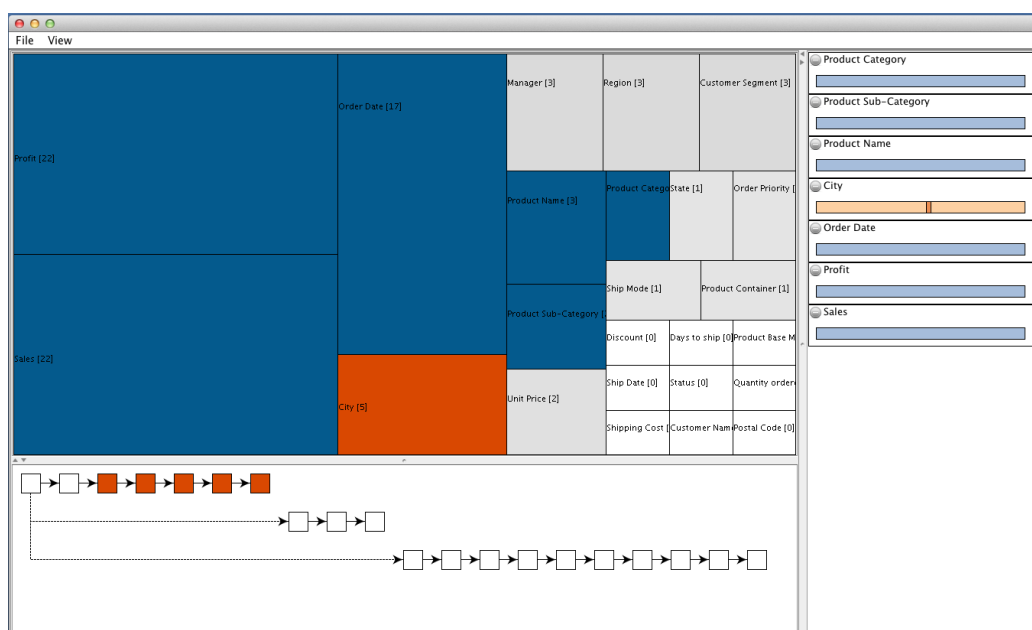 File View
Profit [22]
Sales [22]
Order Date [17]
City [5]
Manager [3]
Region [3]
Customer Segment [3]
Product Name [3]
Product Catego
State [1]
Order Priority [
Product Sub-Category [
Ship Mode [1]
Product Container [1]
Unit Price [2]
Discount [0]
Days to ship [0]
Product Base M
Ship Date [0]
Status [0]
Quantity order
Shipping Cost [
Customer Nam
Postal Code [0]
Product Category
Product Sub-Category
Product Name
City
Order Date
Profit
Sales